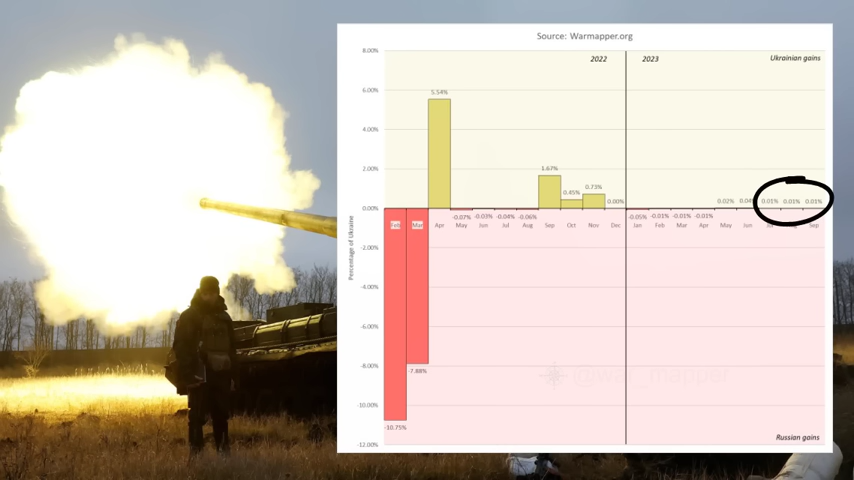 Source: Warmapper.org
8.00%
2022
2023
Ukrainian gains
6.00%
5.54%
4.00%
2.00%
1.67%
0.45%
0.73%
0.00%
0.02%
0.04%
0.01%
0.01%
0.01%
0.00%
-0.07%
-0.03%
-0.04%
-0.06%
-0.05%
-0.01%
-0.01%
-0.01%
Feb
Mar
Apr
May
Jun
Jul
Aug
Sep
Oct
Nov
Dec
Jan
Feb
Mar
Apr
May
Jun
Sep
Percentage of Ukraine
-2.00%
-4.00%
-6.00%
-7.88%
-8.00%
@war_mapper
-10.00%
-10.75%
Russian gains
-12.00%